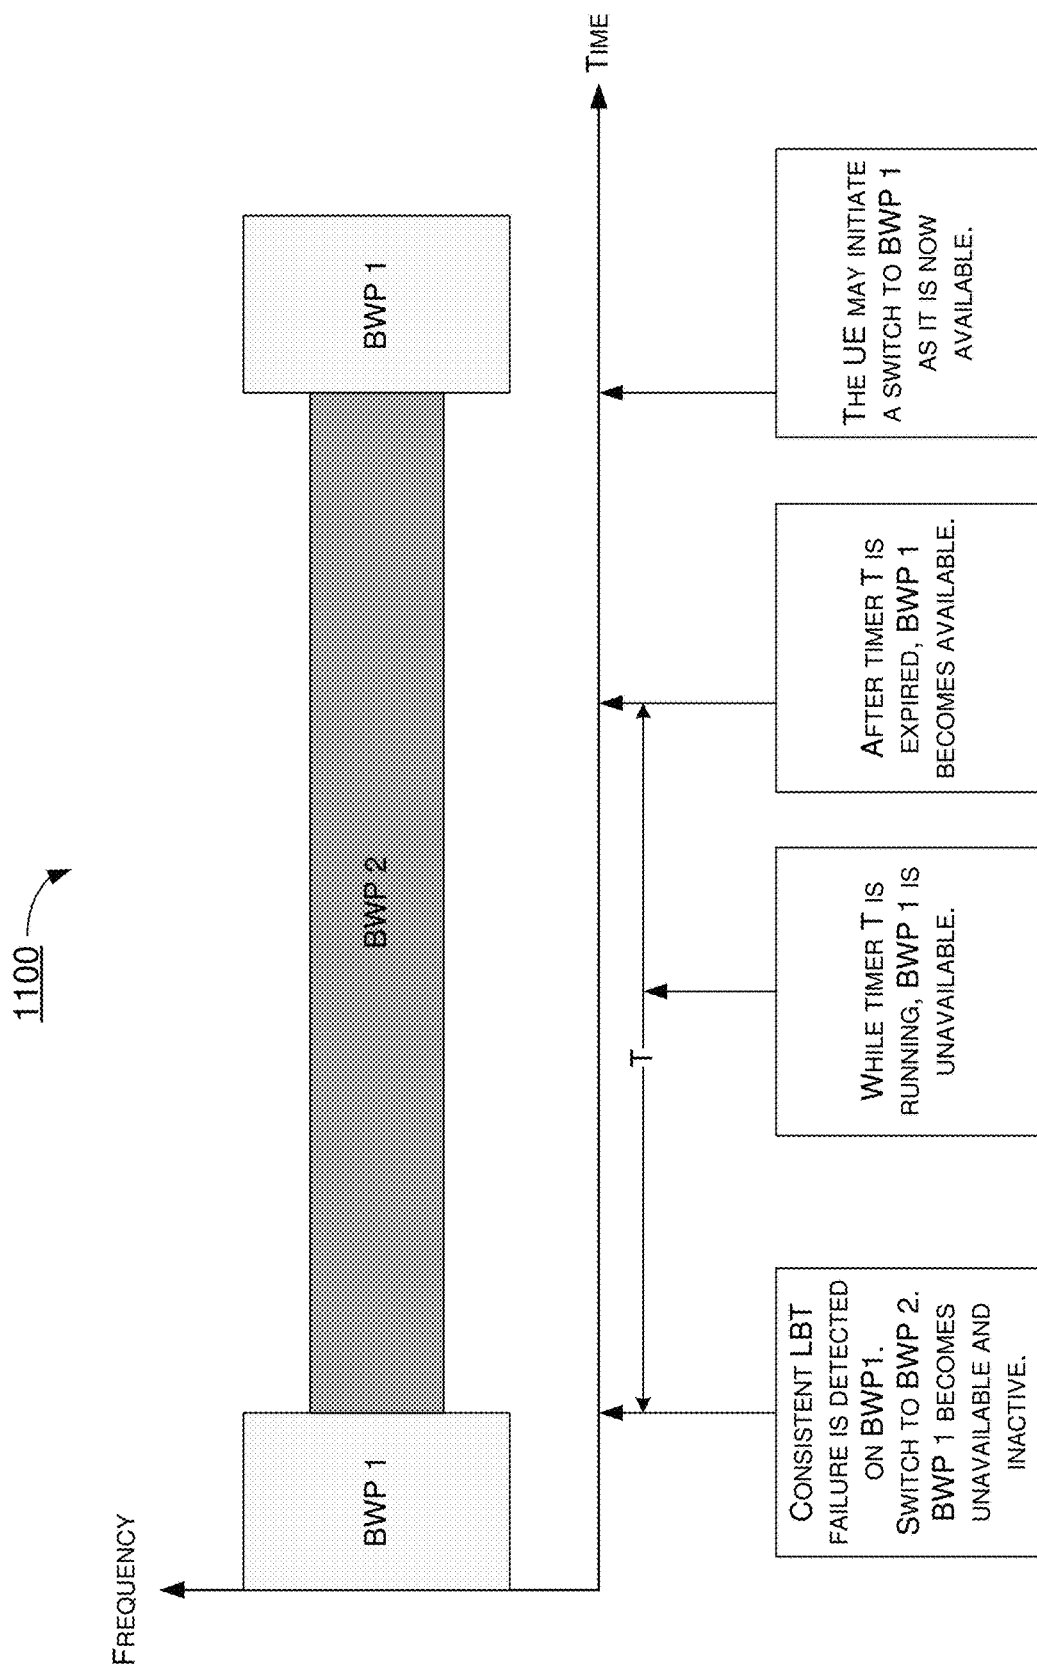 1100
FREQUENCY
BWP 1
BWP 2
BWP 1
TIME
T
CONSISTENT LBT
FAILURE IS DETECTED
ON BWP1.
SWITCH TO BWP 2.
BWP 1 BECOMES
UNAVAILABLE AND
INACTIVE.
WHILE TIMER T IS
RUNNING, BWP 1 IS
UNAVAILABLE.
AFTER TIMER T IS
EXPIRED, BWP 1
BECOMES AVAILABLE.
THE UE MAY INITIATE
A SWITCH TO BWP 1
AS IT IS NOW
AVAILABLE.